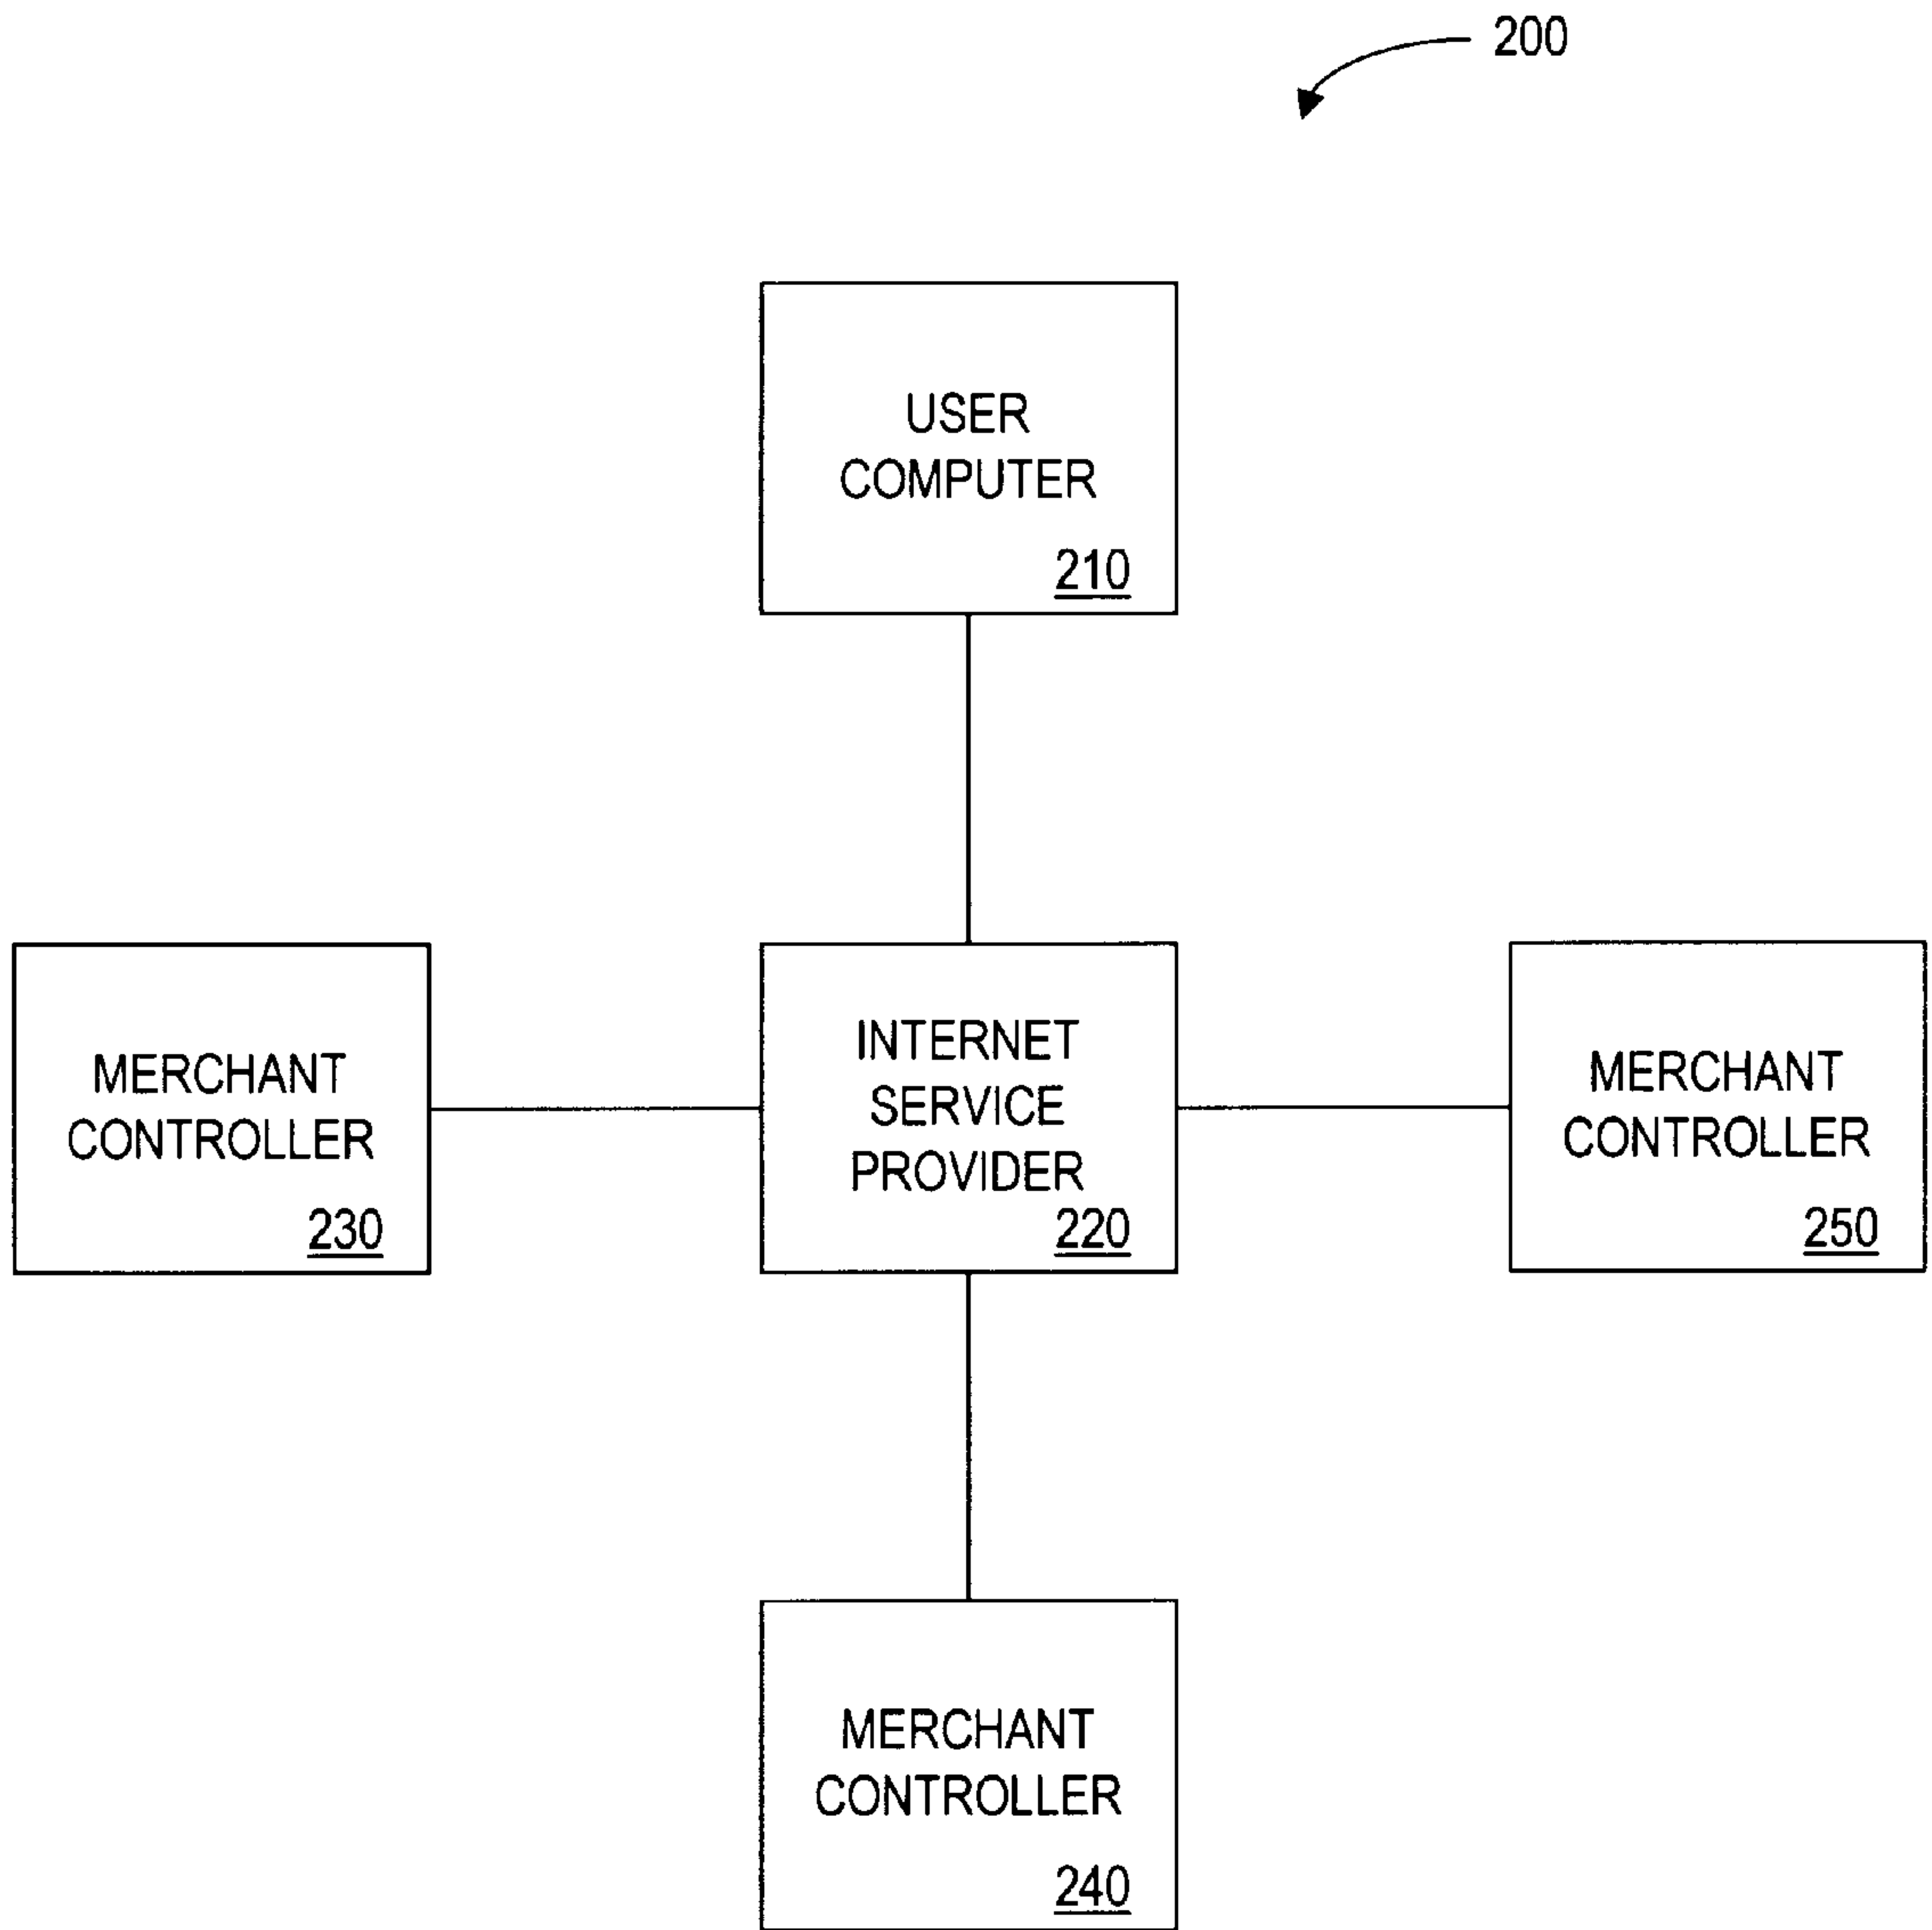 200
USER
COMPUTER
210
MERCHANT
CONTROLLER
230
INTERNET
SERVICE
PROVIDER
220
MERCHANT
CONTROLLER
250
MERCHANT
CONTROLLER
240